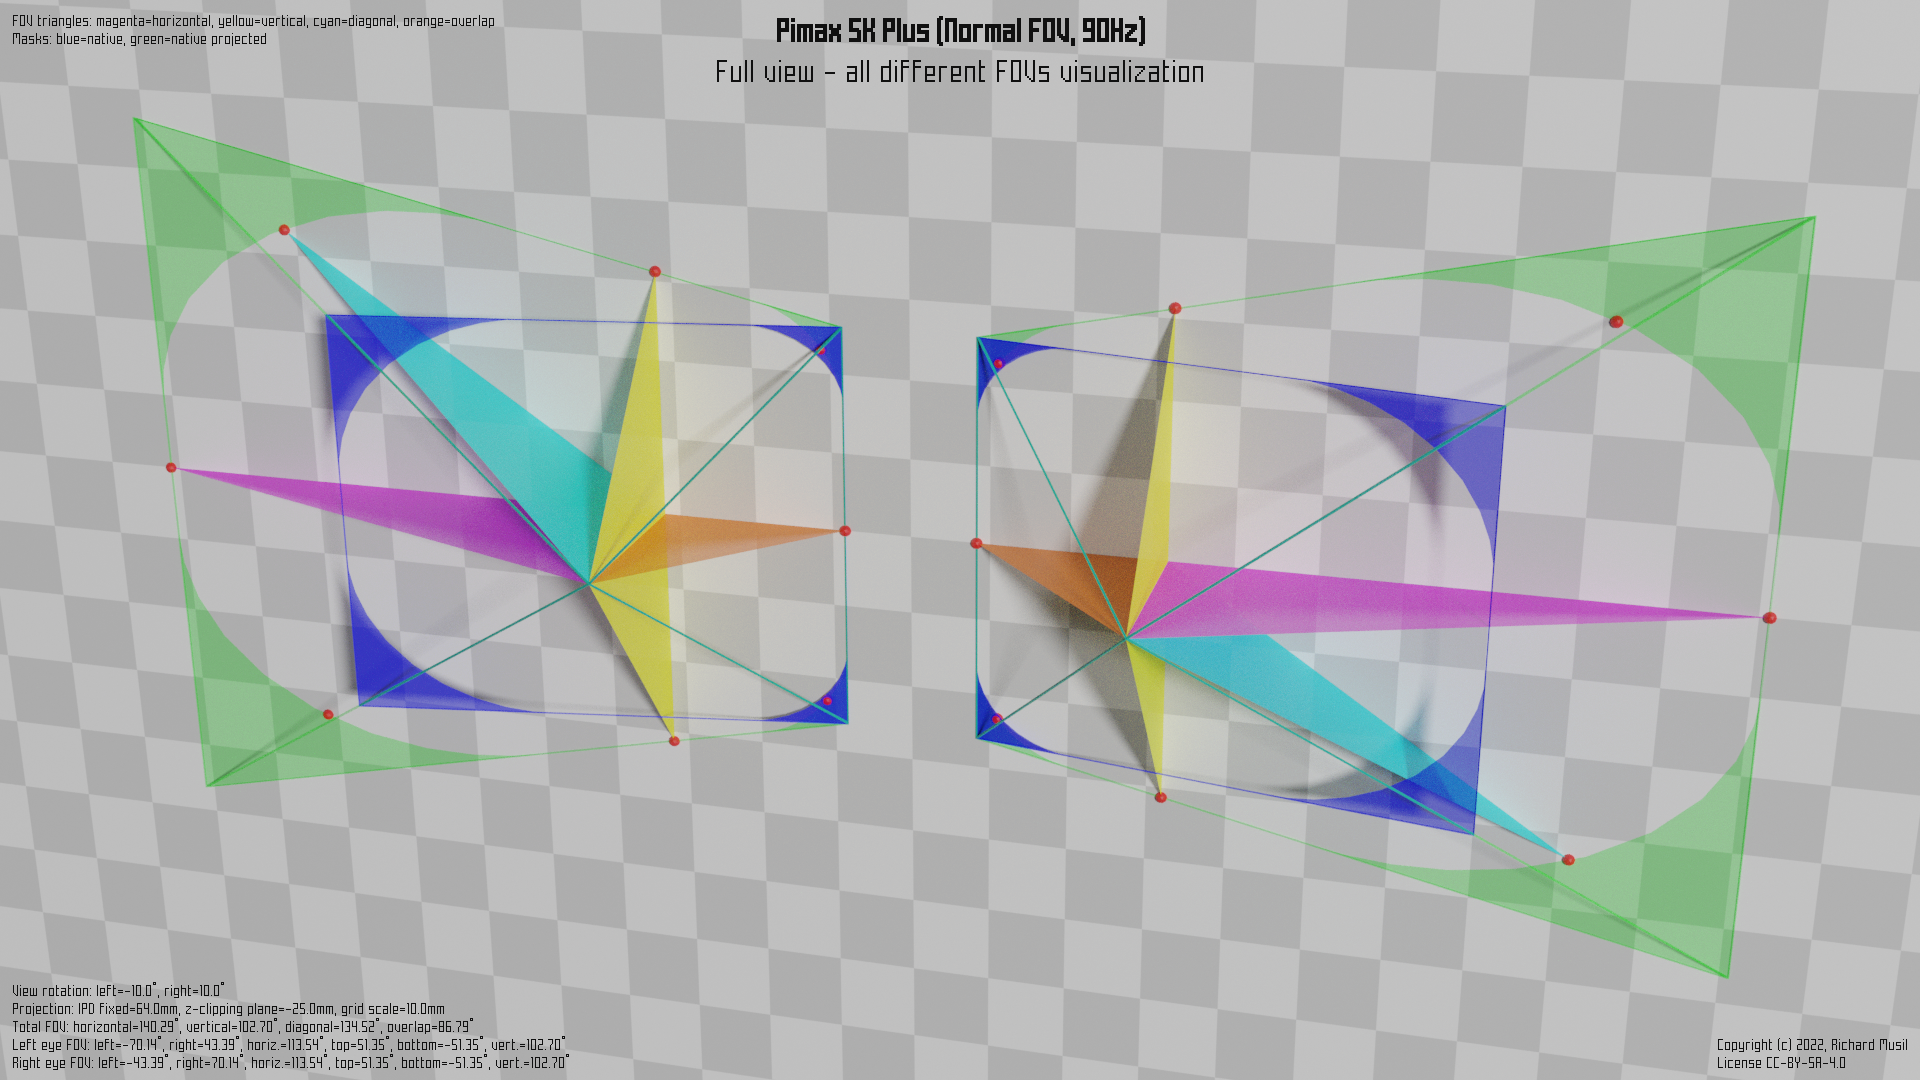 FOV triangles: magenta=horizontal, yellow=vertical, cyan=diagonal, orange=overlap
Masks: blue=native, green=native projected
Pimax 5K Plus (Normal FOV, 90Hz)
Full view - all different FOVs visualization
View rotation: left=-10.0°, right=10.0°
Projection: IPD fixed=64.0mm, z-clipping plane=-25.0mm, grid scale=10.0mm
Total FOV: horizontal=140.29°, vertical=102.70°, diagonal=134.52°, overlap=86.79°
Left eye FOV: left=-70.14°, right=43.39°, horiz.=113.54°, top=51.35°, bottom=-51.35°, vert.=102.70°
Right eye FOV: left=-43.39°, right=70.14°, horiz.=113.54°, top=51.35°, bottom=-51.35°, vert.=102.70°
Copyright (c) 2022, Richard Musil
License CC-BY-SA-4.0